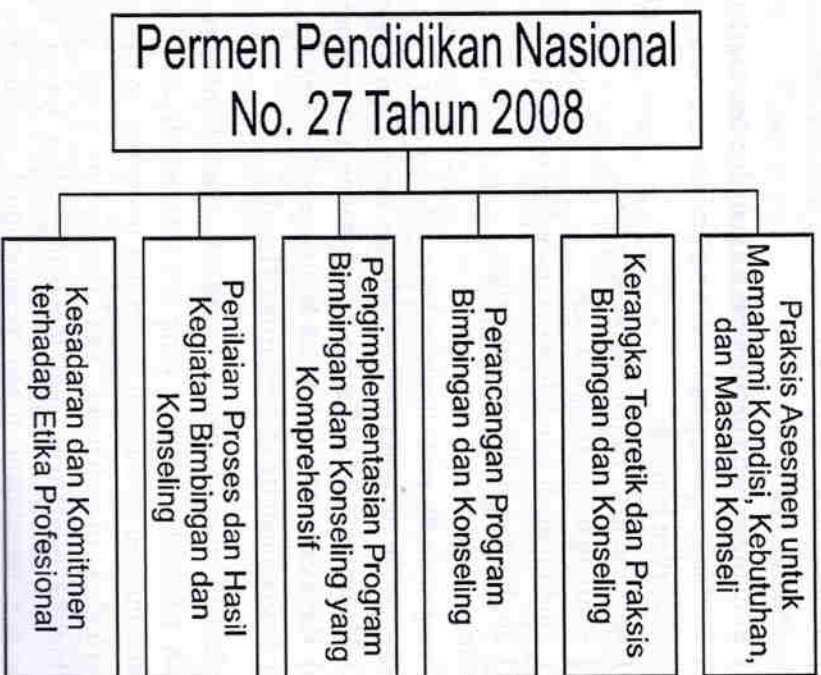 Permen Pendidikan Nasional
No. 27 Tahun 2008
Kesadaran dan Komitmen
terhadap Etika Profesional
Penilaian Proses dan Hasil
Kegiatan Bimbingan dan
Konseling
Pengimplementasian Program
Bimbingan dan Konseling yang
Komprehensif
Perancangan Program
Bimbingan dan Konseling
Kerangka Teoretik dan Praksis
Bimbingan dan Konseling
Praksis Asesmen untuk
Memahami Kondisi, Kebutuhan,
dan Masalah Konseli